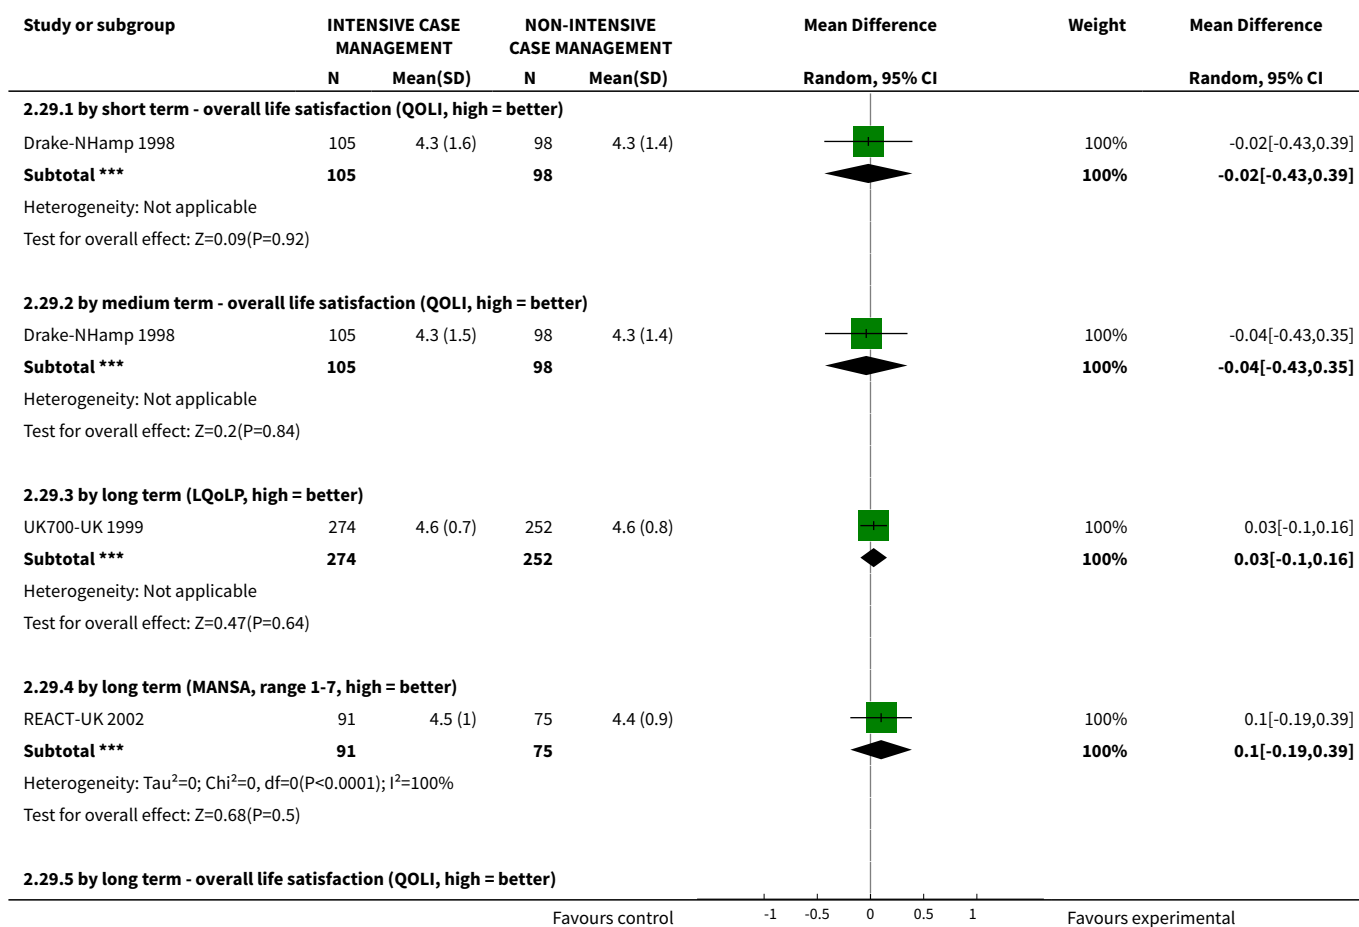 Study or subgroup INTENSIVE CASE MANAGEMENT NON-INTENSIVE CASE MANAGEMENT Mean Difference Weight Mean Difference
N Mean(SD) N Mean(SD) Random, 95% CI Random, 95% CI
2.29.1 by short term - overall life satisfaction (QOLI, high = better)
Drake-NHamp 1998 105 4.3 (1.6) 98 4.3 (1.4) 100% -0.02[-0.43,0.39]
Subtotal *** 105 98 100% -0.02[-0.43,0.39]
Heterogeneity: Not applicable
Test for overall effect: Z=0.09(P=0.92)
2.29.2 by medium term - overall life satisfaction (QOLI, high = better)
Drake-NHamp 1998 105 4.3 (1.5) 98 4.3 (1.4) 100% -0.04[-0.43,0.35]
Subtotal *** 105 98 100% -0.04[-0.43,0.35]
Heterogeneity: Not applicable
Test for overall effect: Z=0.2(P=0.84)
2.29.3 by long term (LQoLP, high = better)
UK700-UK 1999 274 4.6 (0.7) 252 4.6 (0.8) 100% 0.03[-0.1,0.16]
Subtotal *** 274 252 100% 0.03[-0.1,0.16]
Heterogeneity: Not applicable
Test for overall effect: Z=0.47(P=0.64)
2.29.4 by long term (MANSA, range 1-7, high = better)
REACT-UK 2002 91 4.5 (1) 75 4.4 (0.9) 100% 0.1[-0.19,0.39]
Subtotal *** 91 75 100% 0.1[-0.19,0.39]
Heterogeneity: Tau²=0; Chi²=0, df=0(P<0.0001); I²=100%
Test for overall effect: Z=0.68(P=0.5)
2.29.5 by long term - overall life satisfaction (QOLI, high = better)
Favours control -1 -0.5 0 0.5 1 Favours experimental